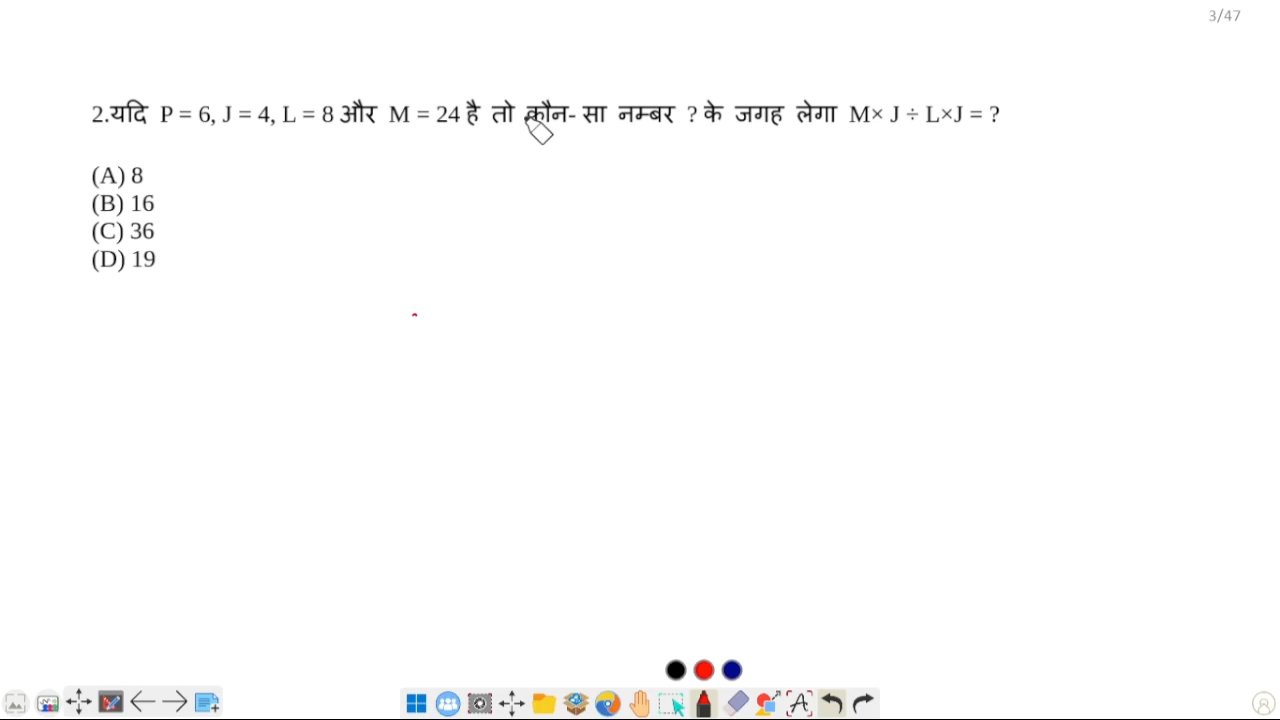 3/47
2.यदि P = 6, J = 4, L = 8 और M = 24 है तो कौन- सा नम्बर ? के जगह लेगा M× J ÷ L×J = ?
(A) 8
(B) 16
(C) 36
(D) 19